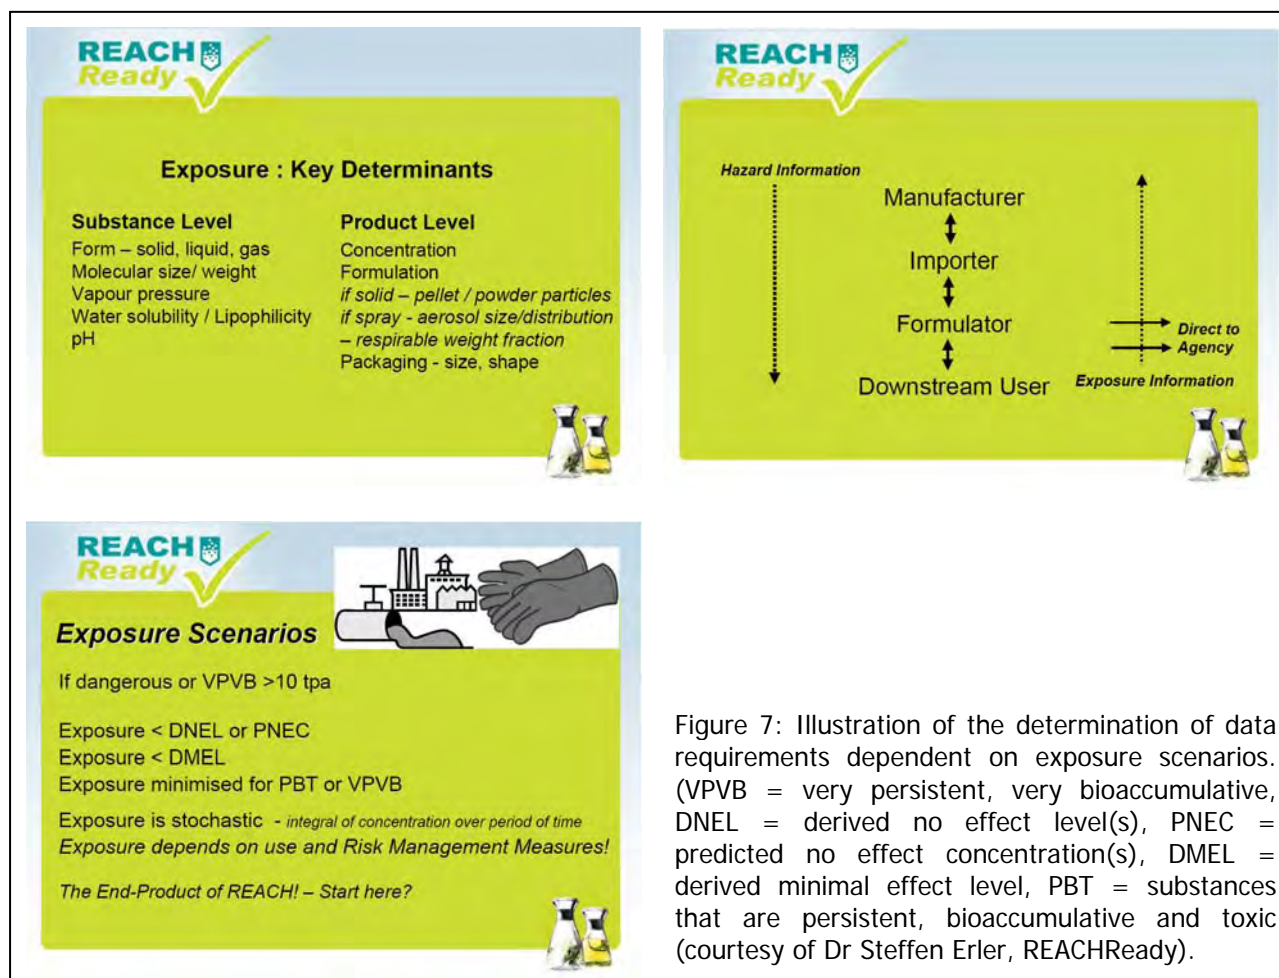 REACH
Ready
Exposure : Key Determinants
Substance Level
Form – solid, liquid, gas
Molecular size/ weight
Vapour pressure
Water solubility / Lipophilicity
pH
Product Level
Concentration
Formulation
if solid – pellet / powder particles
if spray - aerosol size/distribution
– respirable weight fraction
Packaging - size, shape
REACH
Ready
Hazard Information
Manufacturer
Importer
Formulator
Downstream User
Direct to
Agency
Exposure Information
REACH
Ready
Exposure Scenarios
If dangerous or VPVB >10 tpa
Exposure < DNEL or PNEC
Exposure < DMEL
Exposure minimised for PBT or VPVB
Exposure is stochastic - integral of concentration over period of time
Exposure depends on use and Risk Management Measures!
The End-Product of REACH! – Start here?
Figure 7: Illustration of the determination of data
requirements dependent on exposure scenarios.
(VPVB = very persistent, very bioaccumulative,
DNEL = derived no effect level(s), PNEC =
predicted no effect concentration(s), DMEL =
derived minimal effect level, PBT = substances
that are persistent, bioaccumulative and toxic
(courtesy of Dr Steffen Erler, REACHReady).